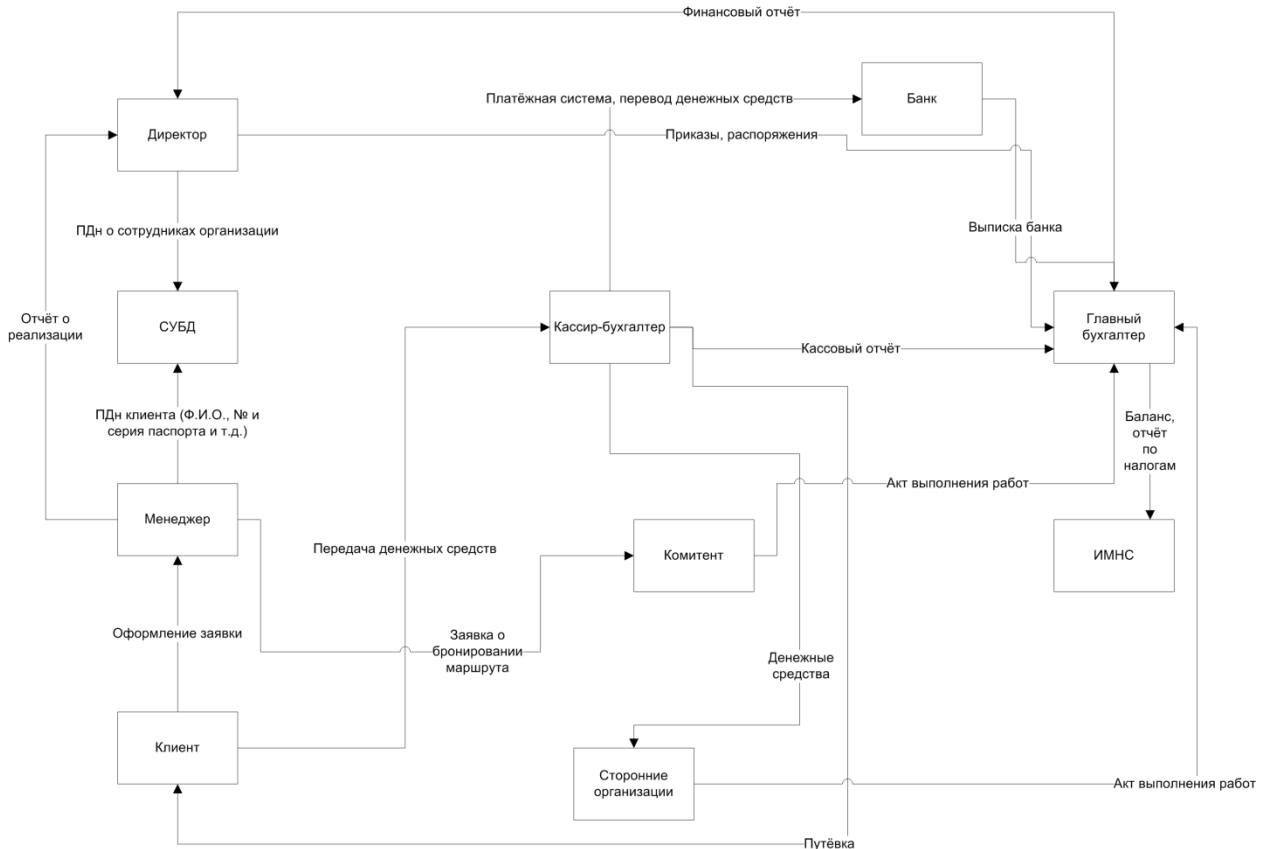 Финансовый отчёт
Платёжная система, перевод денежных средств
Банк
Директор
Приказы, распоряжения
ПДн о сотрудниках организации
Выписка банка
Отчёт о
реализации
СУБД
Кассир-бухгалтер
Главный
бухгалтер
Кассовый отчёт
ПДн клиента (Ф.И.О., № и
серия паспорта и т.д.)
Баланс,
отчёт
по
налогам
Акт выполнения работ
Менеджер
Передача денежных средств
Комитент
ИМНС
Оформление заявки
Заявка о
бронировании
маршрута
Денежные
средства
Клиент
Сторонние
организации
Акт выполнения работ
Путёвка